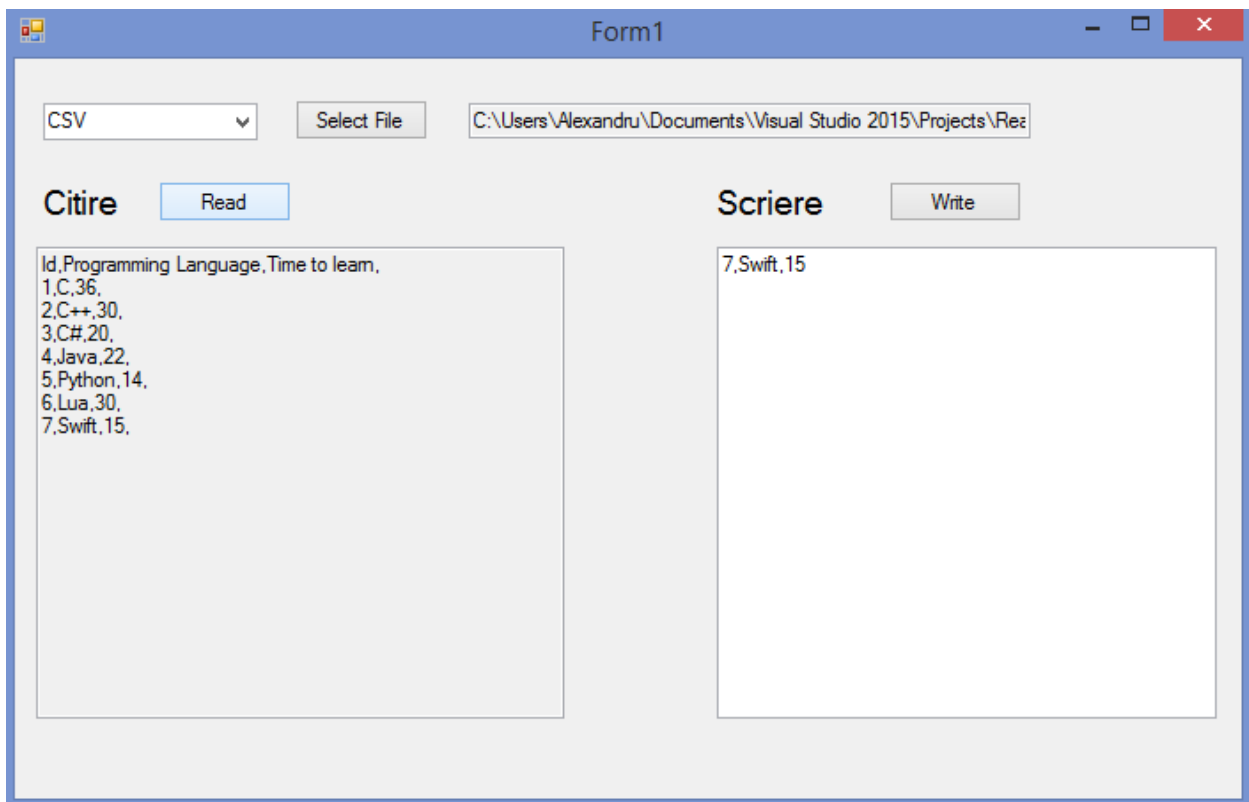 Form1
CSV
Select File
C:\Users\Alexandru\Documents\Visual Studio 2015\Projects\Rea
Citire
Read
Scriere
Write
Id,Programming Language,Time to learn,
1,C,36,
2,C++,30,
3,C#,20,
4,Java,22,
5,Python,14,
6,Lua,30,
7,Swift,15,
7,Swift,15